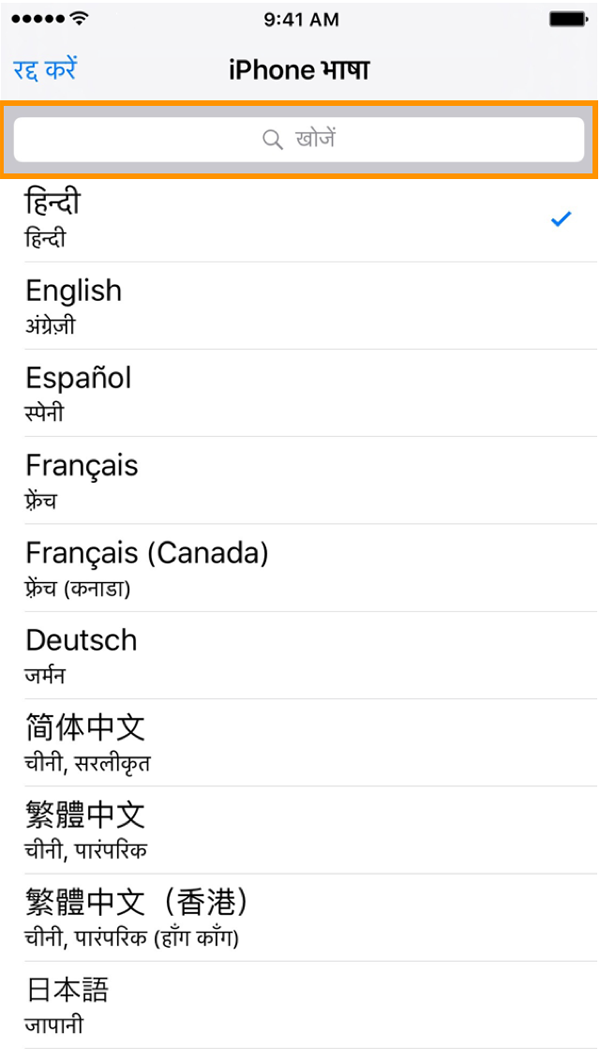 9:41 AM
रद्द करें iPhone भाषा
खोजें
हिन्दी
हिन्दी
English
अंग्रेज़ी
Español
स्पेनी
Français
फ़्रेंच
Français (Canada)
फ़्रेंच (कनाडा)
Deutsch
जर्मन
简体中文
चीनी, सरलीकृत
繁體中文
चीनी, पारंपरिक
繁體中文（香港）
चीनी, पारंपरिक (हाँग काँग)
日本語
जापानी